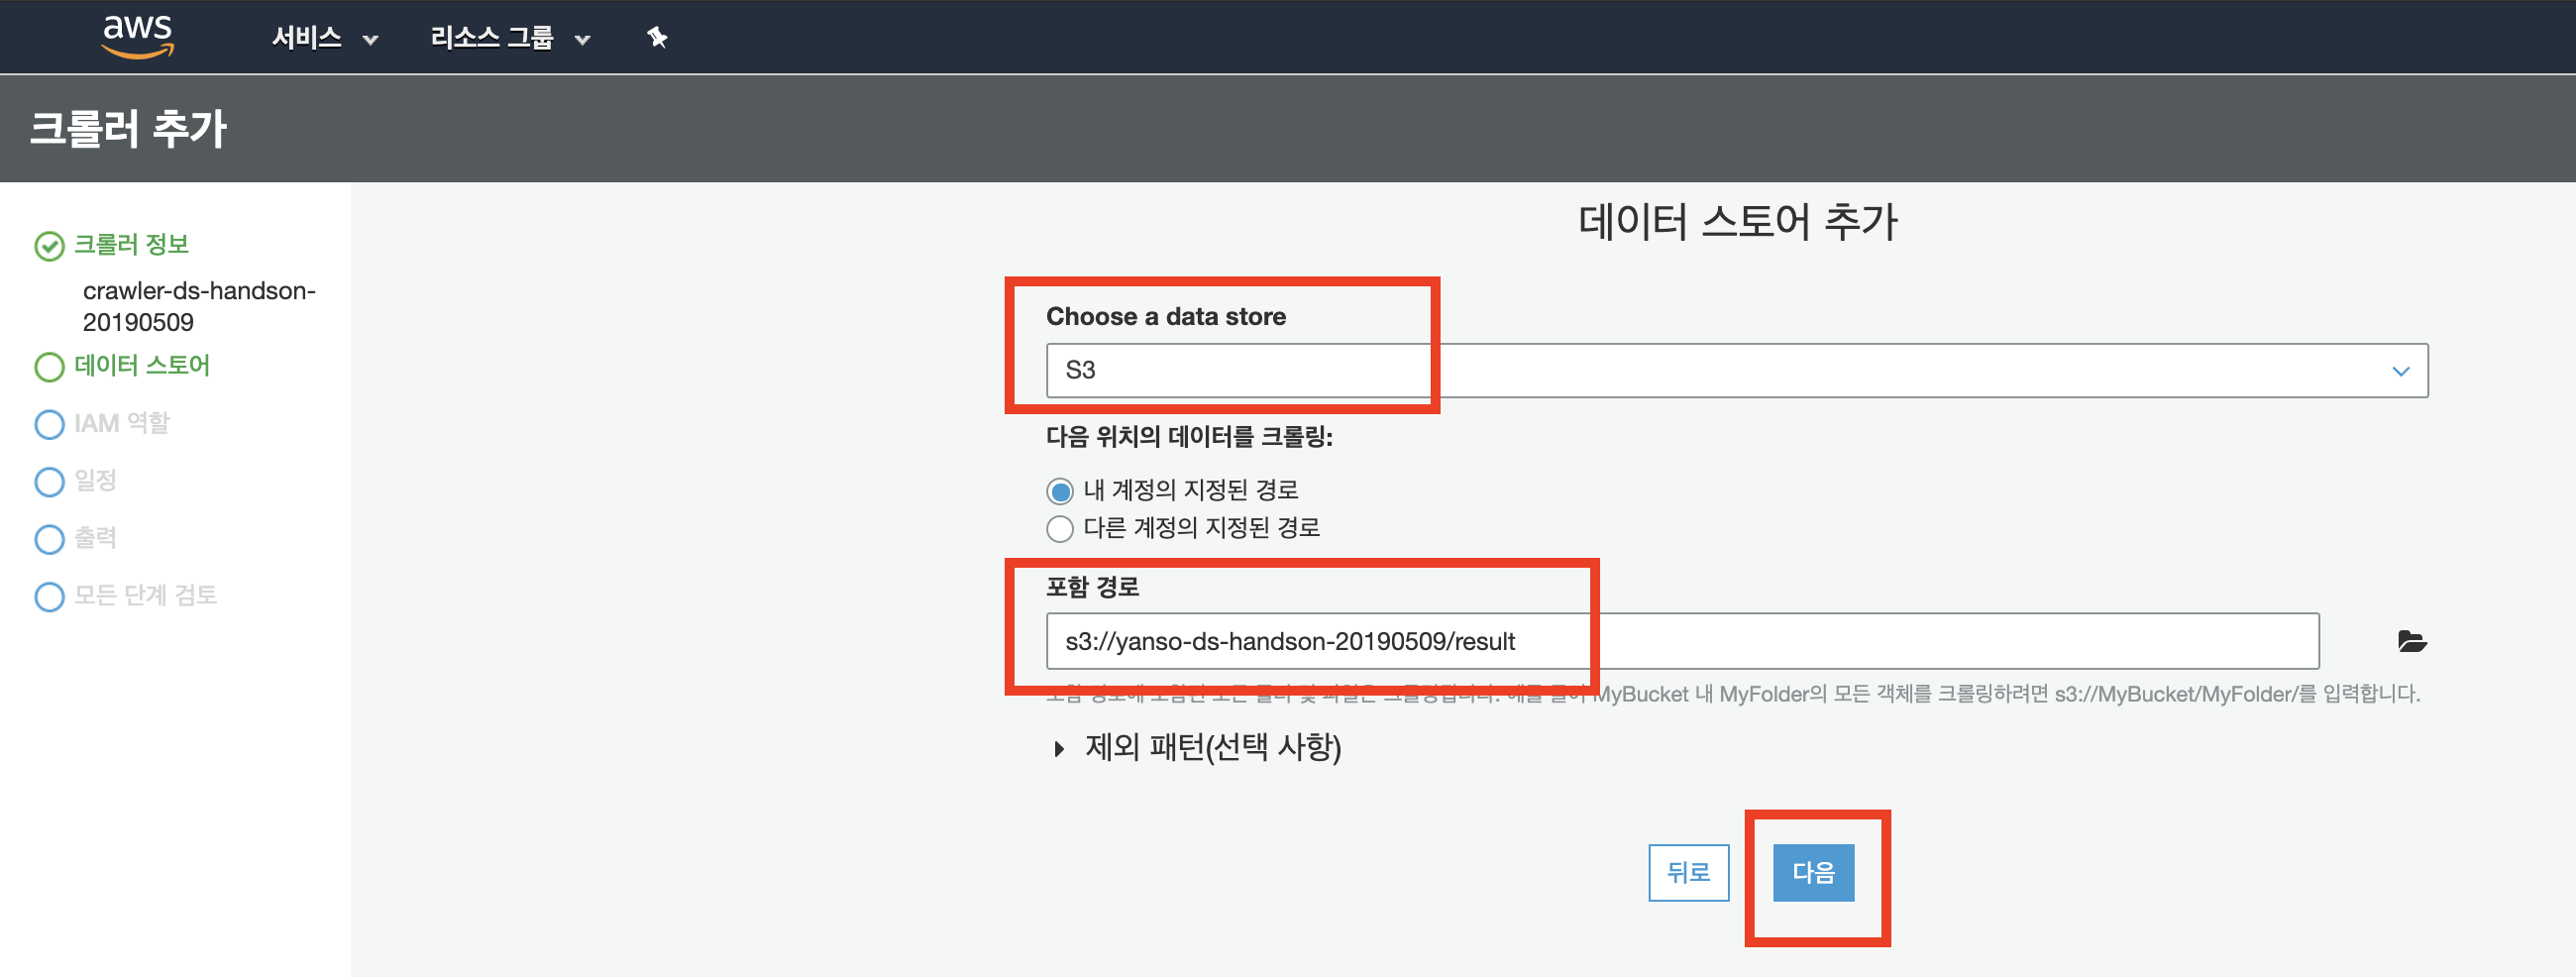 aws
서비스
리소스 그룹
크롤러 추가
크롤러 정보
crawler-ds-handson-
20190509
데이터 스토어
IAM 역할
일정
출력
모든 단계 검토
데이터 스토어 추가
Choose a data store
S3
다음 위치의 데이터를 크롤링:
내 계정의 지정된 경로
다른 계정의 지정된 경로
포함 경로
s3://yanso-ds-handson-20190509/result
MyBucket 내 MyFolder의 모든 객체를 크롤링하려면 s3://MyBucket/MyFolder/를 입력합니다.
제외 패턴(선택 사항)
뒤로
다음